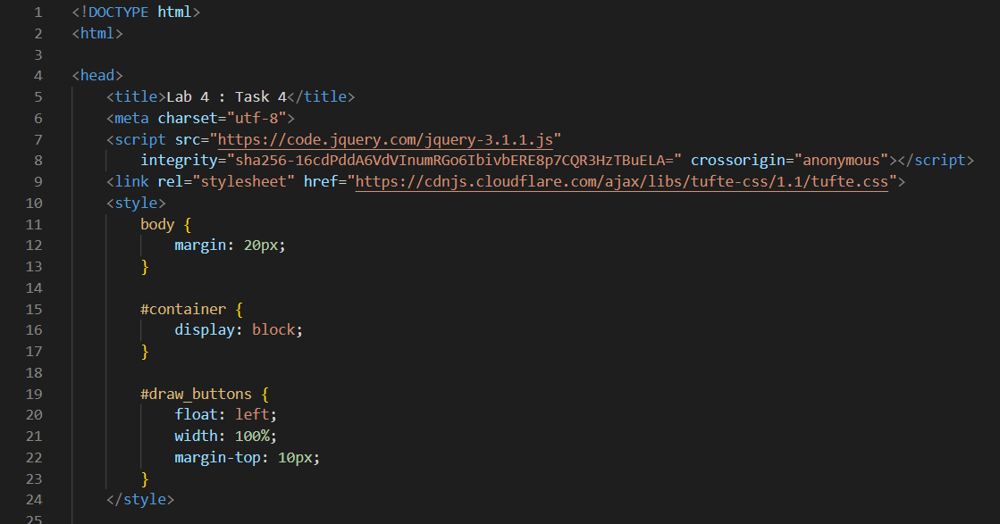 1 <!DOCTYPE html>
2 <html>
3
4 <head>
5 <title>Lab 4 : Task 4</title>
6 <meta charset="utf-8">
7 <script src="https://code.jquery.com/jquery-3.1.1.js"
8 integrity="sha256-16cdPddA6VdVInumRGo6IbivbERE8p7CQR3HzTBuELA=" crossorigin="anonymous"></script>
9 <link rel="stylesheet" href="https://cdnjs.cloudflare.com/ajax/libs/tufte-css/1.1/tufte.css">
10 <style>
11 body {
12 margin: 20px;
13 }
14
15 #container {
16 display: block;
17 }
18
19 #draw_buttons {
20 float: left;
21 width: 100%;
22 margin-top: 10px;
23 }
24 </style>
25